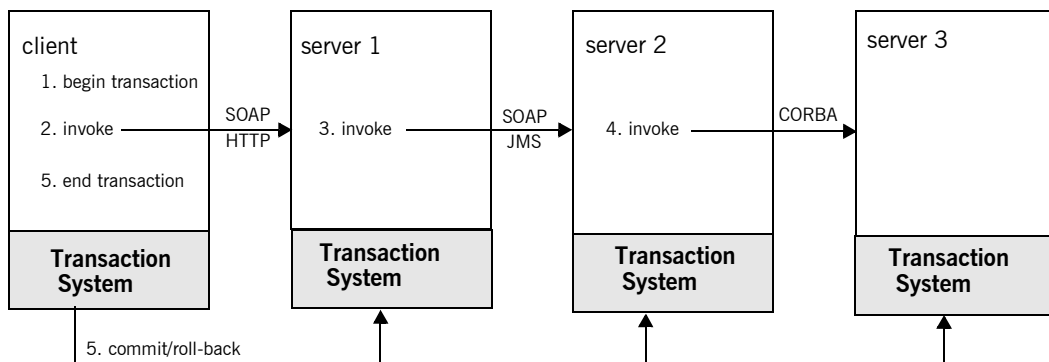 client
1. begin transaction
2. invoke
5. end transaction
Transaction
System
SOAP
HTTP
server 1
3. invoke
Transaction
System
SOAP
JMS
server 2
4. invoke
Transaction
System
CORBA
server 3
Transaction
System
5. commit/roll-back